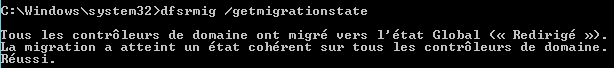 C:\Windows\system32>dfsrmig /getmigrationstate
Tous les contrôleurs de domaine ont migré vers l'état Global (« Redirigé »).
La migration a atteint un état cohérent sur tous les contrôleurs de domaine.
Réussi.